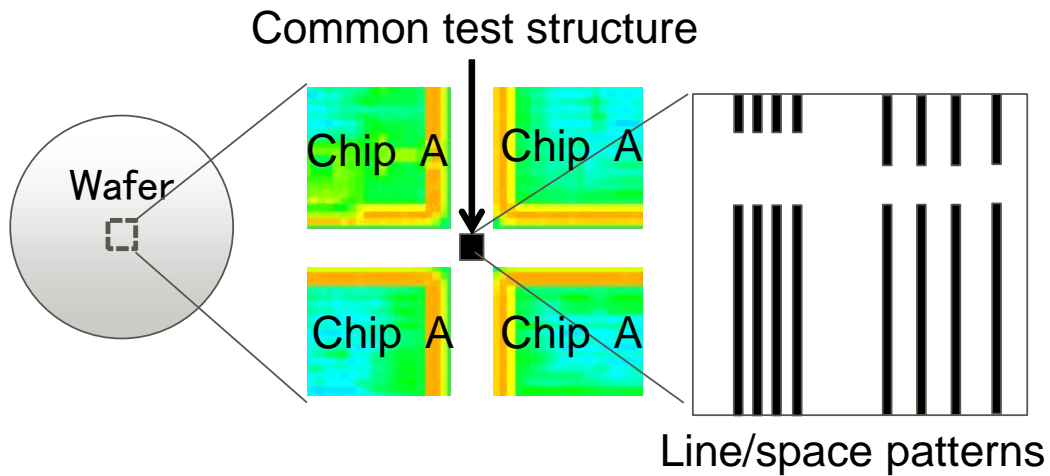 Common test structure
Wafer
Chip A
Chip A
Chip A
Chip A
Line/space patterns